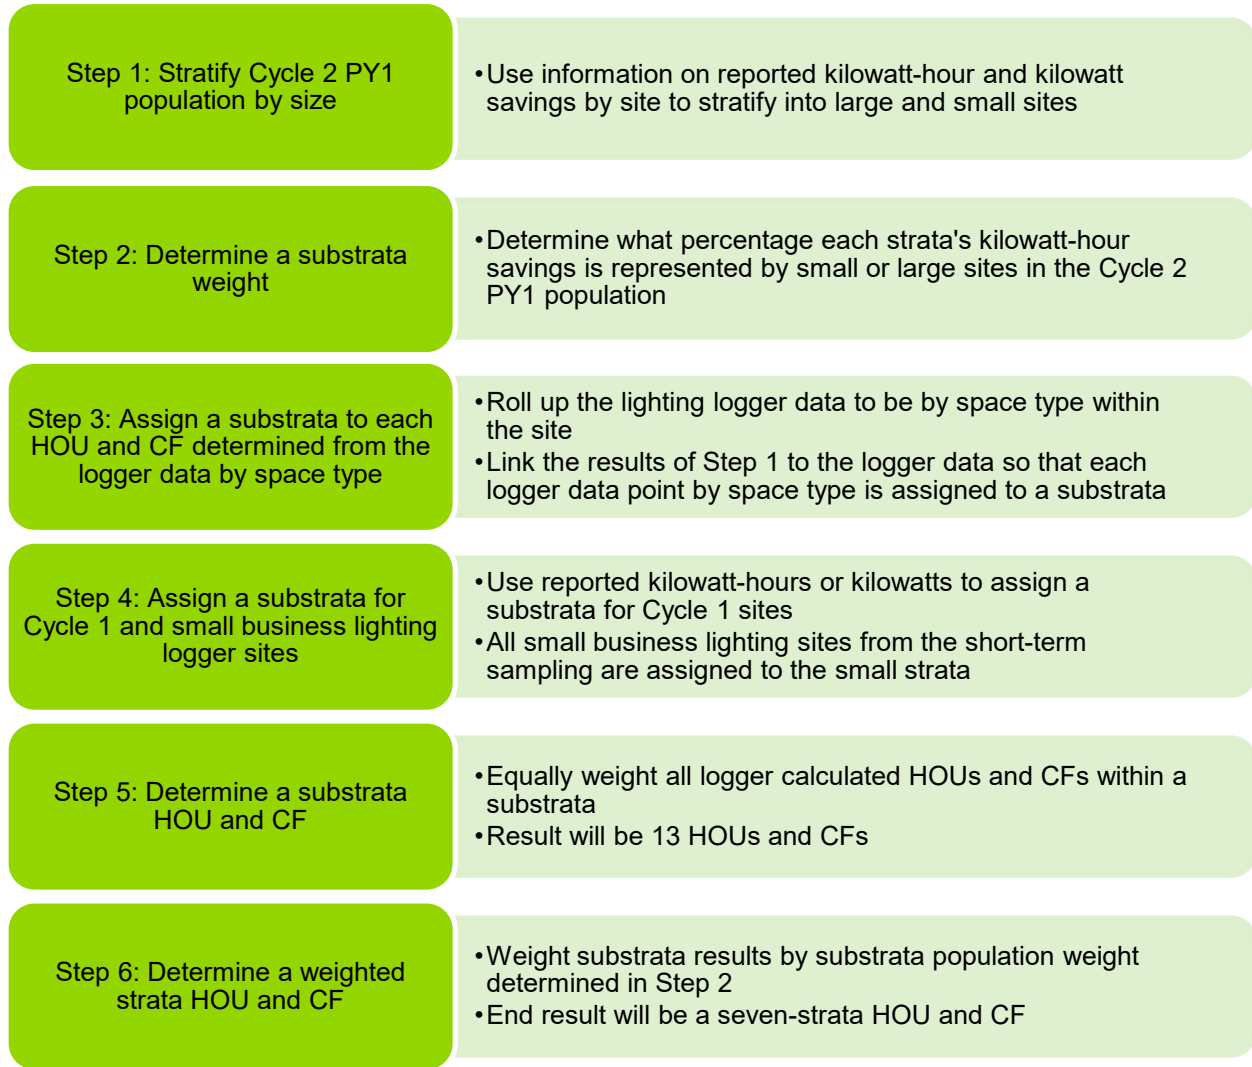 Step 1: Stratify Cycle 2 PY1
population by size
•Use information on reported kilowatt-hour and kilowatt
savings by site to stratify into large and small sites
Step 2: Determine a substrata
weight
•Determine what percentage each strata's kilowatt-hour
savings is represented by small or large sites in the Cycle 2
PY1 population
Step 3: Assign a substrata to each
HOU and CF determined from the
logger data by space type
•Roll up the lighting logger data to be by space type within
the site
•Link the results of Step 1 to the logger data so that each
logger data point by space type is assigned to a substrata
Step 4: Assign a substrata for
Cycle 1 and small business lighting
logger sites
•Use reported kilowatt-hours or kilowatts to assign a
substrata for Cycle 1 sites
•All small business lighting sites from the short-term
sampling are assigned to the small strata
Step 5: Determine a substrata
HOU and CF
•Equally weight all logger calculated HOUs and CFs within a
substrata
•Result will be 13 HOUs and CFs
Step 6: Determine a weighted
strata HOU and CF
•Weight substrata results by substrata population weight
determined in Step 2
•End result will be a seven-strata HOU and CF